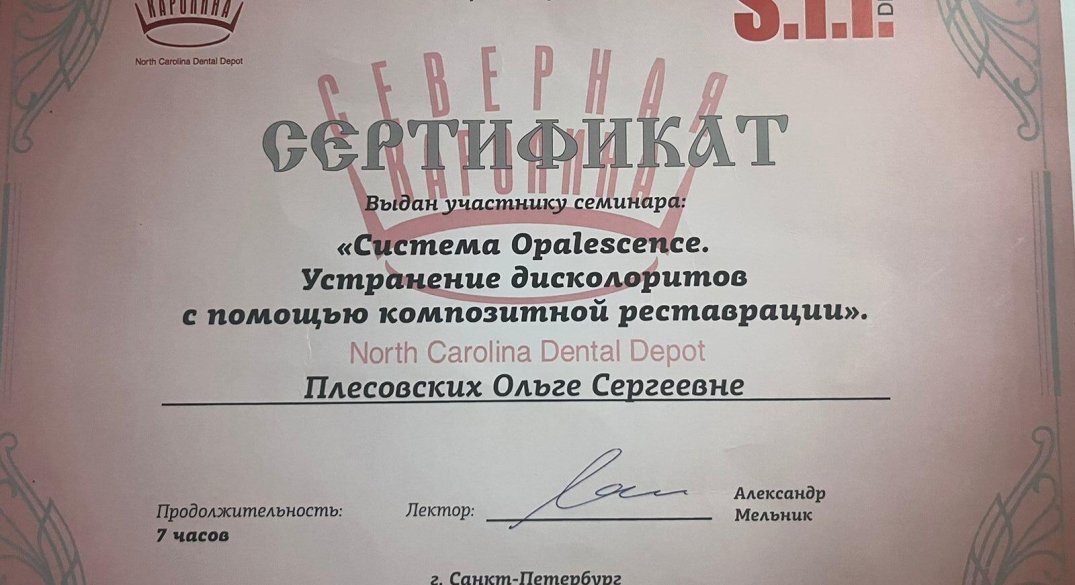 КАРОЛИНА
North Carolina Dental Depot
S.T.I.
СЕВЕРНАЯ
КАРОЛИНА
СЕРТИФИКАТ
Выдан участнику семинара:
«Система Opalescence.
Устранение дисколоритов
с помощью композитной реставрации».
North Carolina Dental Depot
Плесовских Ольге Сергеевне
Продолжительность:
7 часов
Лектор:
Александр
Мельник
г. Санкт-Петербург